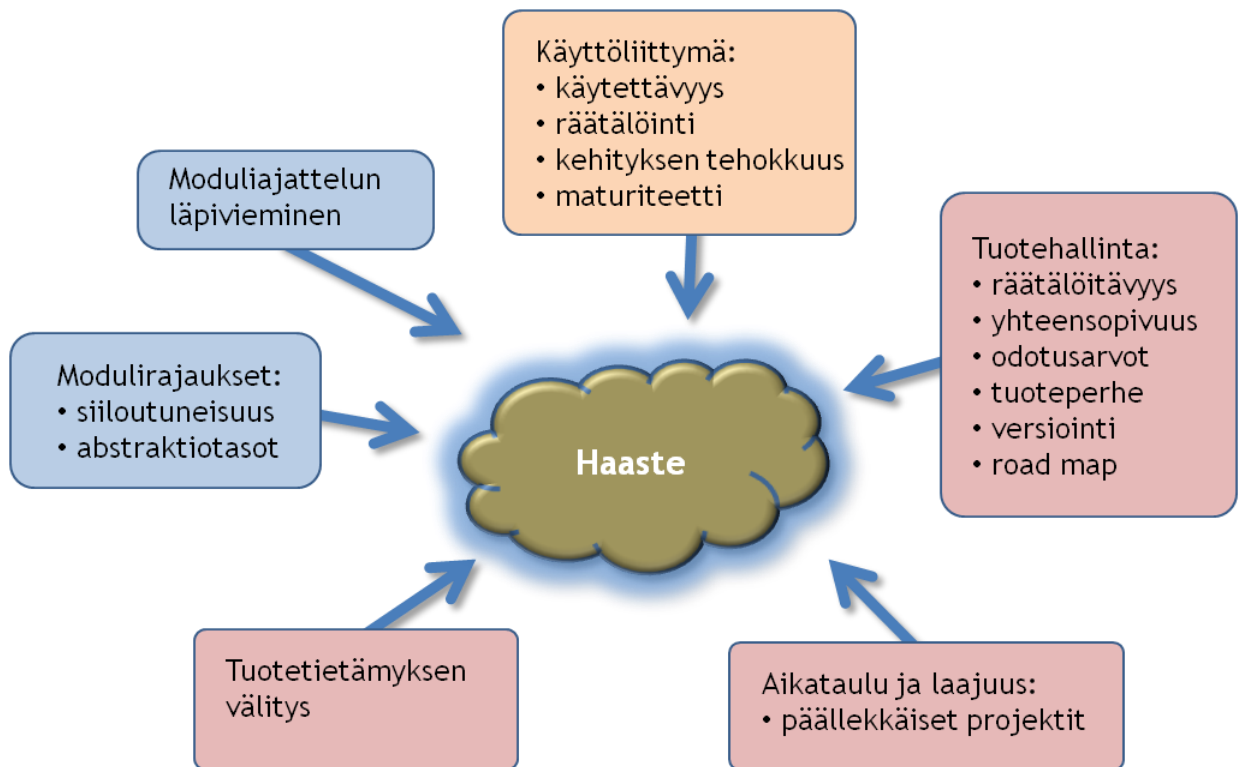 Käyttöliittymä:
• käytettävyys
• räätälöinti
• kehityksen tehokkuus
• maturiteetti
Moduliajattelun
läpivieminen
Tuotehallinta:
• räätälöitävyys
• yhteensopivuus
• odotusarvot
• tuoteperhe
• versiointi
• road map
Modulirajaukset:
• siiloutuneisuus
• abstraktiotasot
Haaste
Tuotetietämyksen
välitys
Aikataulu ja laajuus:
• päällekkäiset projektit